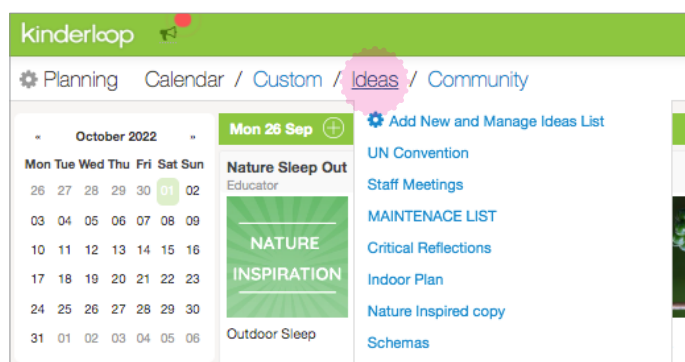 kinderloop
Planning Calendar / Custom / Ideas / Community
« October 2022 »
Mon Tue Wed Thu Fri Sat Sun
26 27 28 29 30 01 02
03 04 05 06 07 08 09
10 11 12 13 14 15 16
17 18 19 20 21 22 23
24 25 26 27 28 29 30
31 01 02 03 04 05 06
Mon 26 Sep
Nature Sleep Out
Educator
NATURE
INSPIRATION
Outdoor Sleep
Add New and Manage Ideas List
UN Convention
Staff Meetings
MAINTENACE LIST
Critical Reflections
Indoor Plan
Nature Inspired copy
Schemas